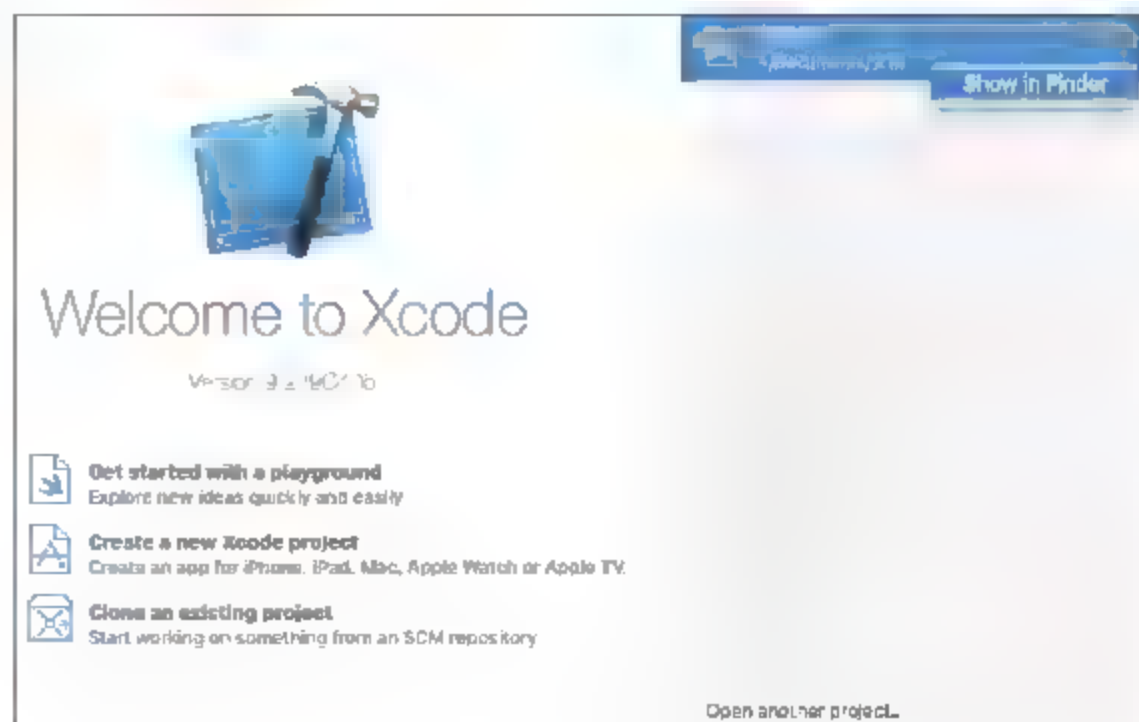 Show in Finder
Welcome to Xcode
Version
Get started with a playground
Explore new ideas quickly and easily
Create a new Xcode project
Create an app for iPhone, iPad, Mac, Apple Watch or Apple TV.
Clone an existing project
Start working on something from an SCM repository
Open another project...